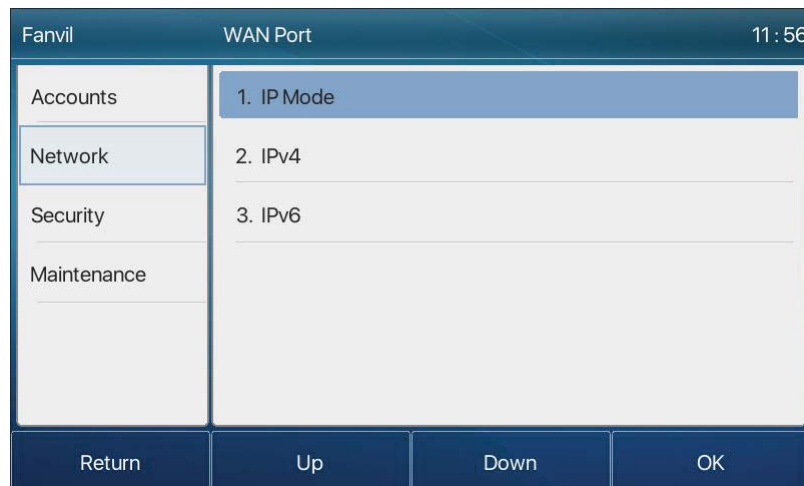 Fanvil WAN Port 11:56
Accounts
Network
Security
Maintenance
1. IP Mode
2. IPv4
3. IPv6
Return Up Down OK